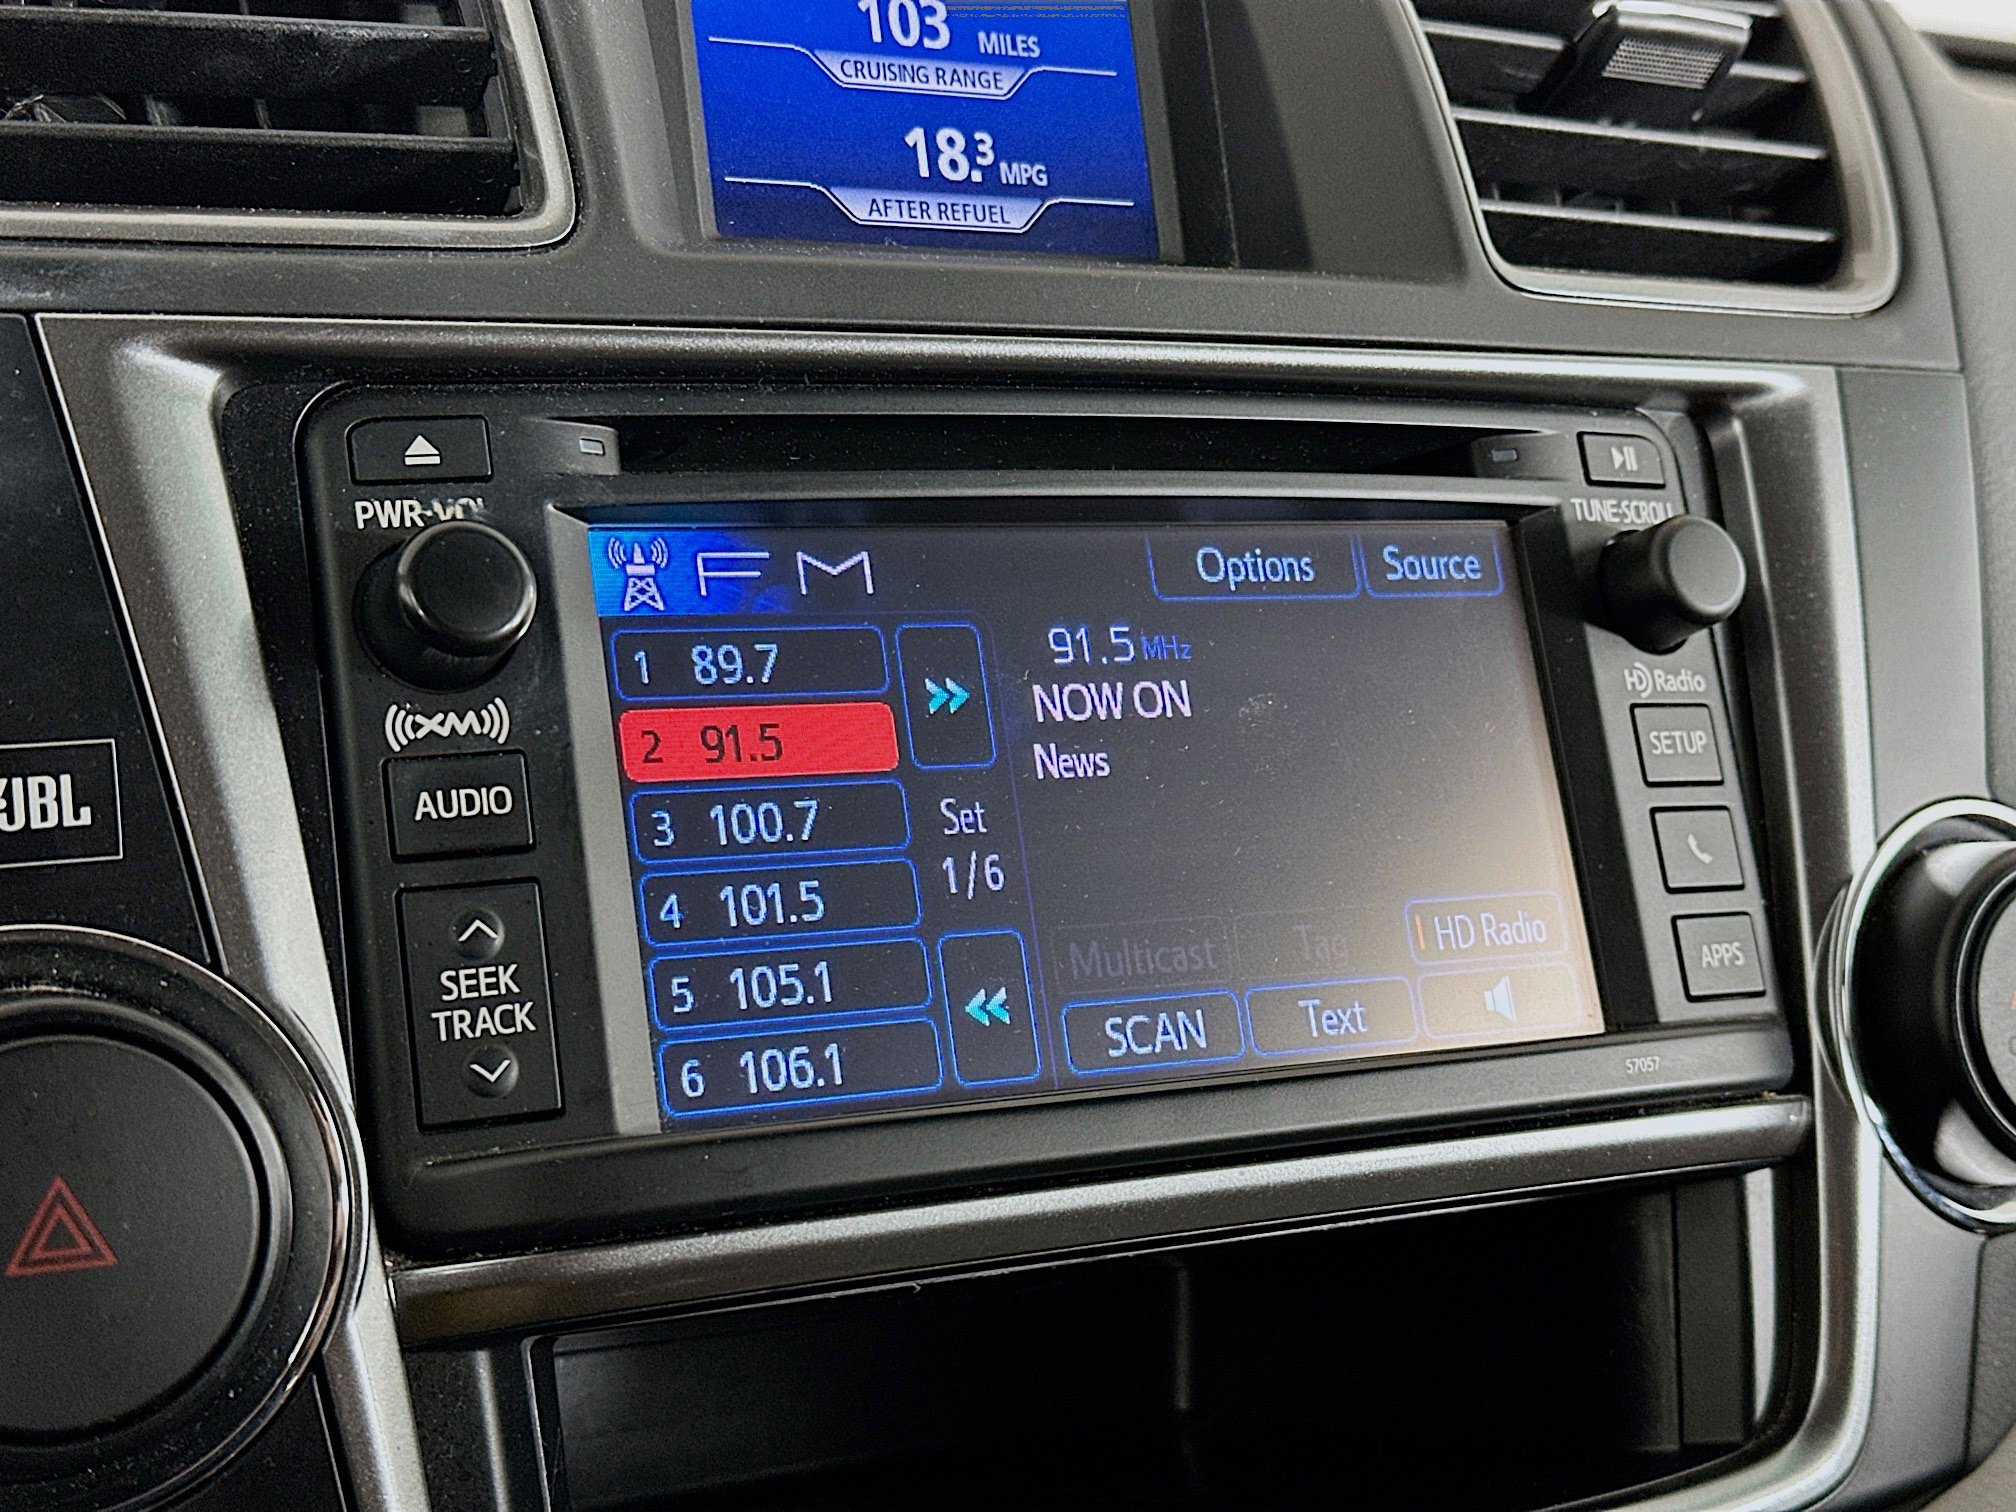 103 MILES
CRUISING RANGE
18.3 MPG
AFTER REFUEL
PWR·VOL
TUNE·SCROLL
FM
Options
Source
1 89.7
2 91.5
3 100.7
4 101.5
5 105.1
6 106.1
Set
1/6
91.5 MHz
NOW ON
News
Multicast
Tag
HD Radio
SCAN
Text
((XM))
AUDIO
SEEK
TRACK
JBL
HD Radio
SETUP
APPS
57057